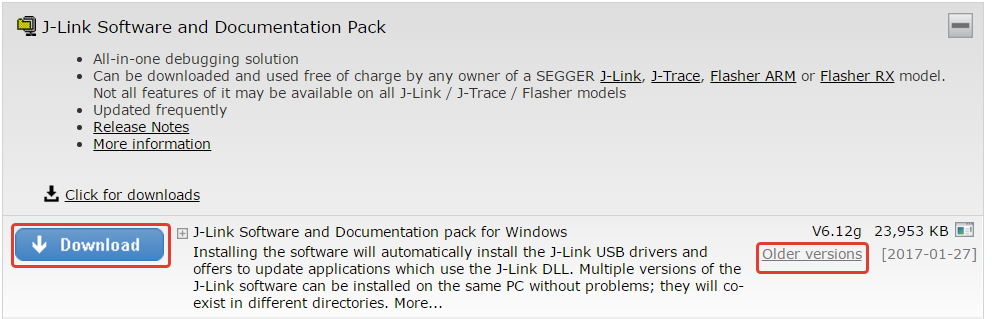 J-Link Software and Documentation Pack
All-in-one debugging solution
Can be downloaded and used free of charge by any owner of a SEGGER J-Link, J-Trace, Flasher ARM or Flasher RX model.
Not all features of it may be available on all J-Link / J-Trace / Flasher models
Updated frequently
Release Notes
More information
Click for downloads
Download
J-Link Software and Documentation pack for Windows V6.12g 23,953 KB
Installing the software will automatically install the J-Link USB drivers and Older versions [2017-01-27]
offers to update applications which use the J-Link DLL. Multiple versions of the
J-Link software can be installed on the same PC without problems; they will co-
exist in different directories. More...